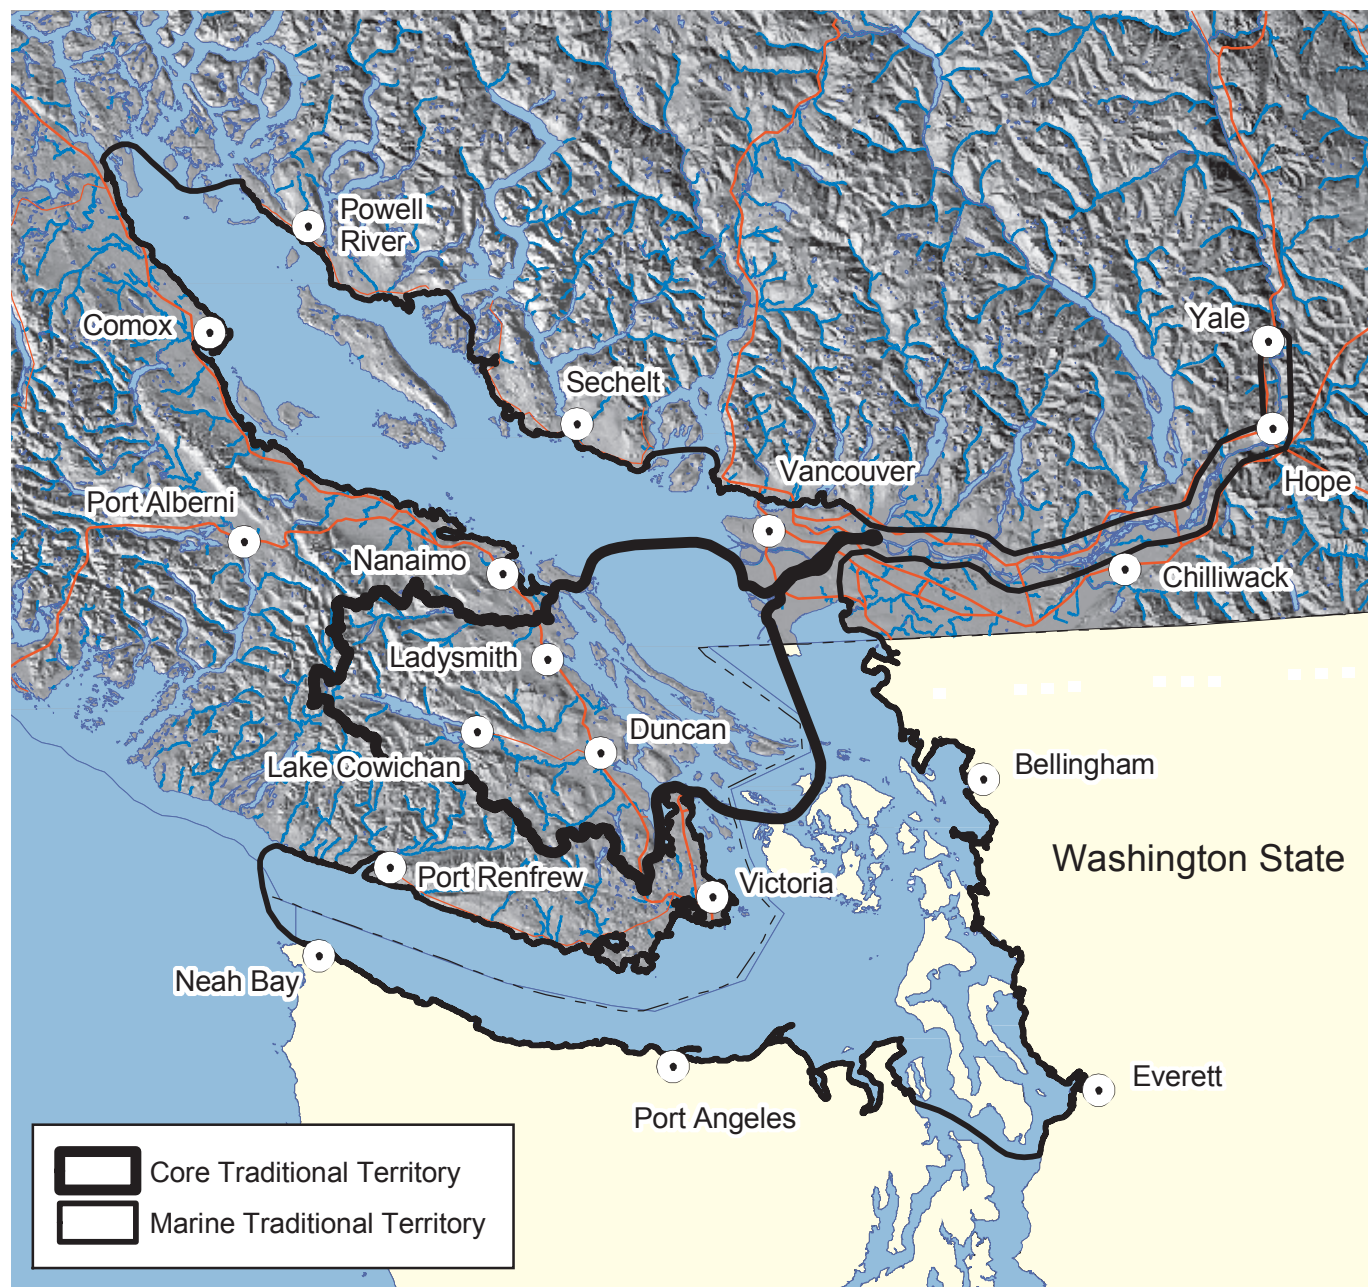 Powell
River
Comox
Yale
Sechelt
Vancouver
Hope
Port Alberni
Nanaimo
Chilliwack
Ladysmith
Duncan
Lake Cowichan
Bellingham
Washington State
Port Renfrew
Victoria
Neah Bay
Everett
Port Angeles
Core Traditional Territory
Marine Traditional Territory